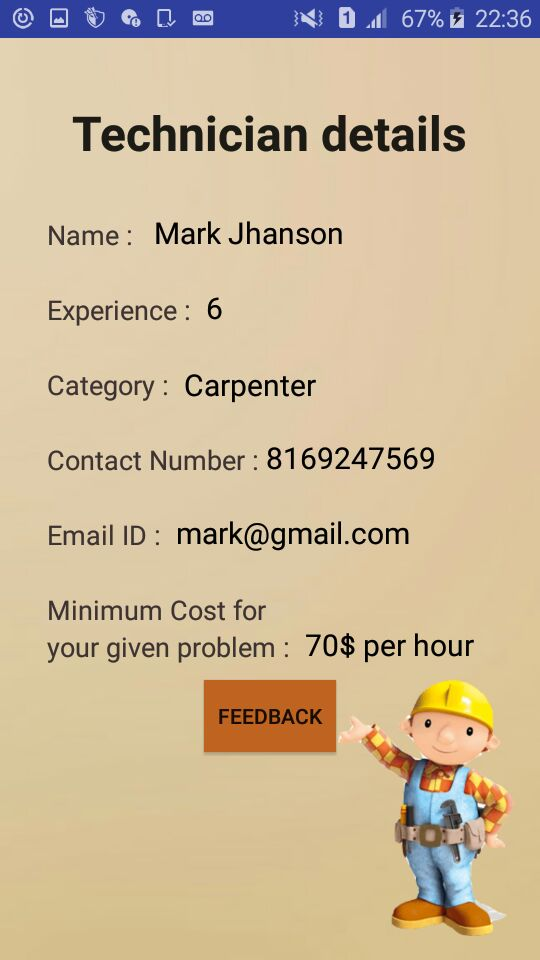 1 67% 22:36
Technician details
Name : Mark Jhanson
Experience : 6
Category : Carpenter
Contact Number : 8169247569
Email ID : mark@gmail.com
Minimum Cost for
your given problem : 70$ per hour
FEEDBACK